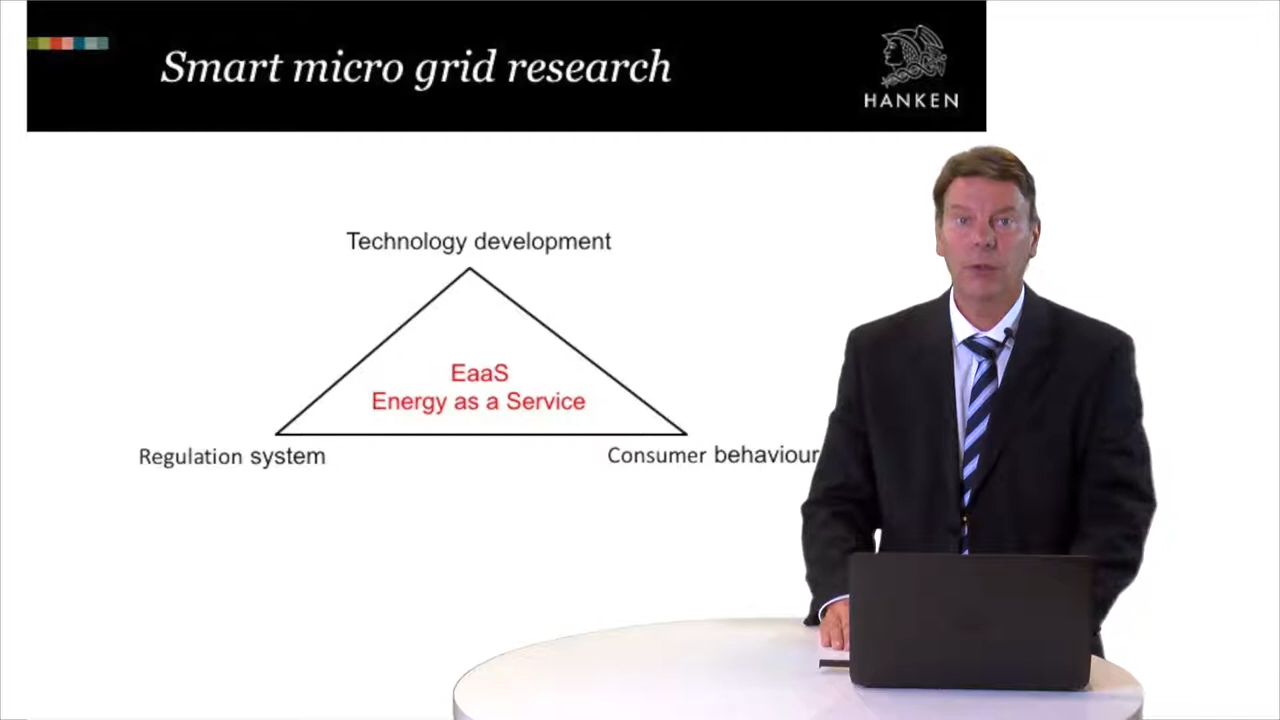 Smart micro grid research
HANKEN
Technology development
EaaS
Energy as a Service
Regulation system
Consumer behaviour